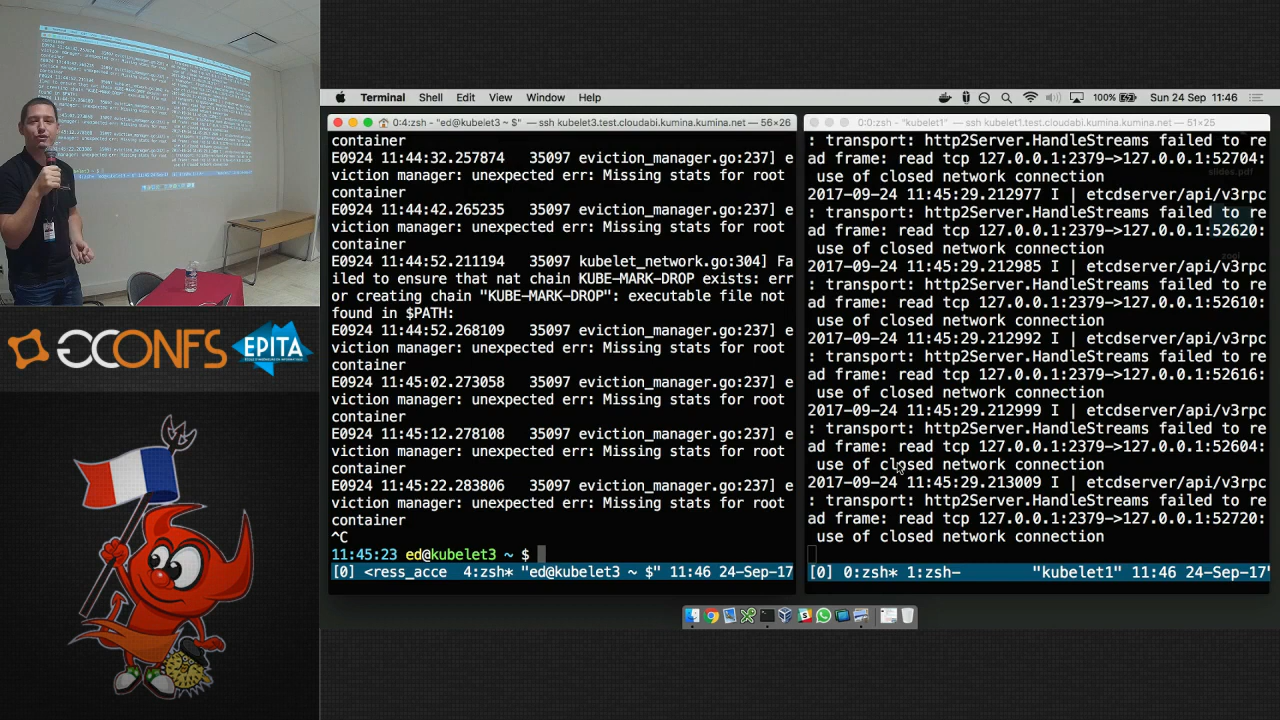 Terminal Shell Edit View Window Help 100% Sun 24 Sep 11:46
0:4:zsh - "ed@kubelet3 ~ $" — ssh kubelet3.test.cloudabi.kumina.kumina.net — 56×26
container
E0924 11:44:32.257874   35097 eviction_manager.go:237] e
viction manager: unexpected err: Missing stats for root
container
E0924 11:44:42.265235   35097 eviction_manager.go:237] e
viction manager: unexpected err: Missing stats for root
container
E0924 11:44:52.211194   35097 kubelet_network.go:304] Fa
iled to ensure that nat chain KUBE-MARK-DROP exists: err
or creating chain "KUBE-MARK-DROP": executable file not
found in $PATH:
E0924 11:44:52.268109   35097 eviction_manager.go:237] e
viction manager: unexpected err: Missing stats for root
container
E0924 11:45:02.273058   35097 eviction_manager.go:237] e
viction manager: unexpected err: Missing stats for root
container
E0924 11:45:12.278108   35097 eviction_manager.go:237] e
viction manager: unexpected err: Missing stats for root
container
E0924 11:45:22.283806   35097 eviction_manager.go:237] e
viction manager: unexpected err: Missing stats for root
container
^C
11:45:23 ed@kubelet3 ~ $
[0] <ress_acce  4:zsh* "ed@kubelet3 ~ $" 11:46 24-Sep-17
0:0:zsh - "kubelet1" — ssh kubelet1.test.cloudabi.kumina.kumina.net — 51×25
: transport: http2Server.HandleStreams failed to re
ad frame: read tcp 127.0.0.1:2379->127.0.0.1:52704:
 use of closed network connection
slides.pdf
2017-09-24 11:45:29.212977 I | etcdserver/api/v3rpc
: transport: http2Server.HandleStreams failed to re
ad frame: read tcp 127.0.0.1:2379->127.0.0.1:52620:
 use of closed network connection
2017-09-24 11:45:29.212985 I | etcdserver/api/v3rpc
: transport: http2Server.HandleStreams failed to re
ad frame: read tcp 127.0.0.1:2379->127.0.0.1:52610:
 use of closed network connection
2017-09-24 11:45:29.212992 I | etcdserver/api/v3rpc
: transport: http2Server.HandleStreams failed to re
ad frame: read tcp 127.0.0.1:2379->127.0.0.1:52616:
 use of closed network connection
2017-09-24 11:45:29.212999 I | etcdserver/api/v3rpc
: transport: http2Server.HandleStreams failed to re
ad frame: read tcp 127.0.0.1:2379->127.0.0.1:52604:
 use of closed network connection
2017-09-24 11:45:29.213009 I | etcdserver/api/v3rpc
: transport: http2Server.HandleStreams failed to re
ad frame: read tcp 127.0.0.1:2379->127.0.0.1:52720:
 use of closed network connection
[0] 0:zsh* 1:zsh-        "kubelet1" 11:46 24-Sep-17
GCONFS
EPITA